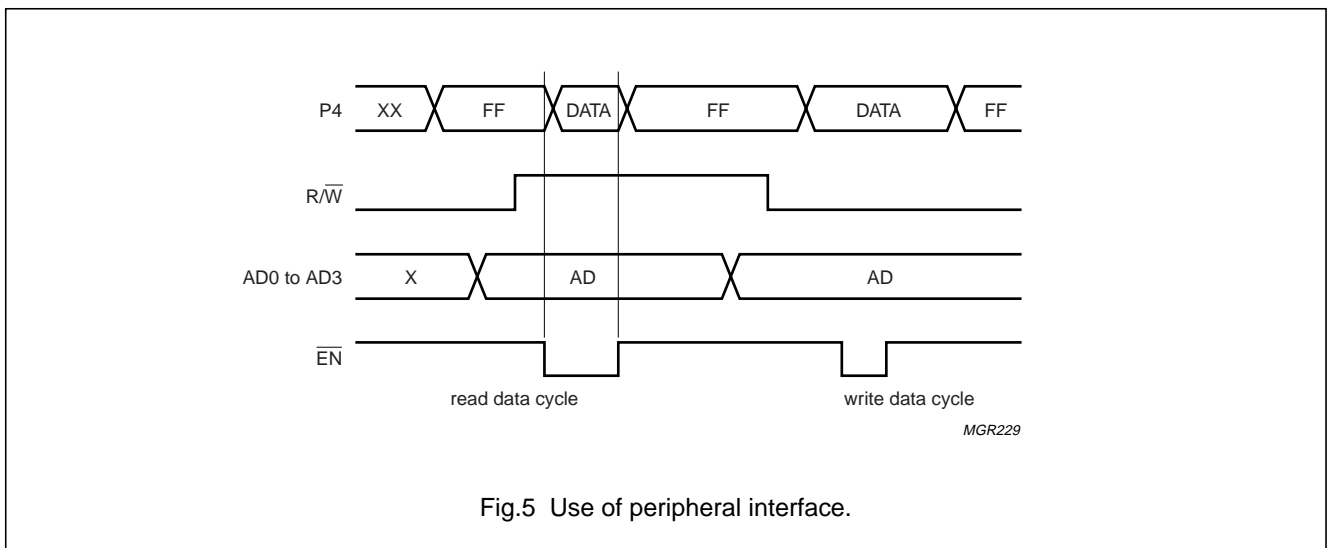 P4 XX FF DATA FF DATA FF
R/W̅
AD0 to AD3 X AD AD
E̅N̅
read data cycle write data cycle
MGR229
Fig.5 Use of peripheral interface.